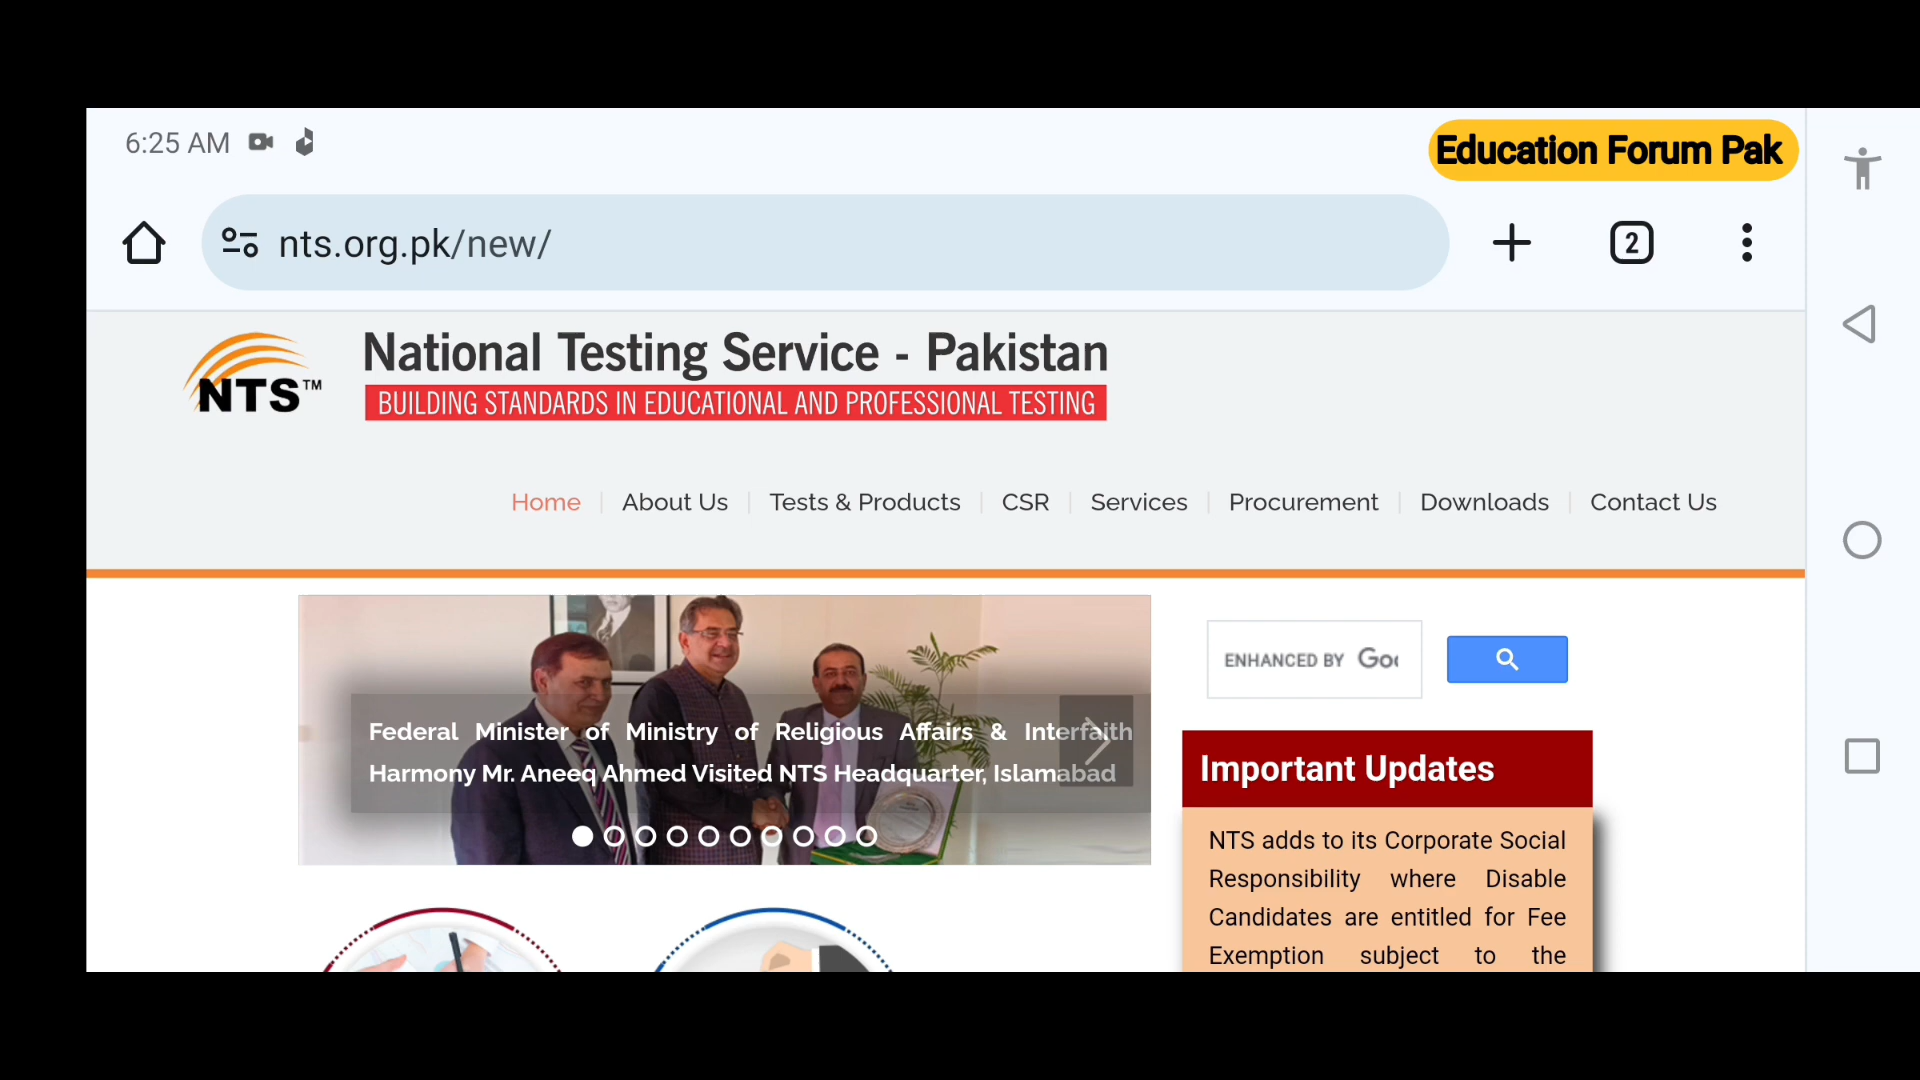 6:25 AM
Education Forum Pak
nts.org.pk/new/
2
NTS™
National Testing Service - Pakistan
BUILDING STANDARDS IN EDUCATIONAL AND PROFESSIONAL TESTING
Home About Us Tests & Products CSR Services Procurement Downloads Contact Us
Federal Minister of Ministry of Religious Affairs & Interfaith
Harmony Mr. Aneeq Ahmed Visited NTS Headquarter, Islamabad
ENHANCED BY Goo
Important Updates
NTS adds to its Corporate Social
Responsibility where Disable
Candidates are entitled for Fee
Exemption subject to the